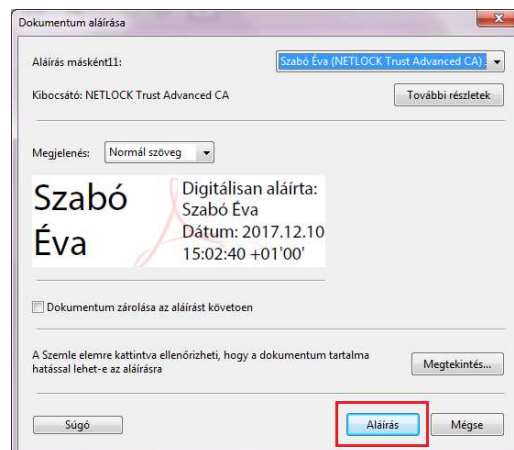 Dokumentum aláírása
Aláírás másként11:
Szabó Éva (NETLOCK Trust Advanced CA)
Kibocsátó: NETLOCK Trust Advanced CA
További részletek
Megjelenés:
Normál szöveg
Szabó
Éva
Digitálisan aláírta:
Szabó Éva
Dátum: 2017.12.10
15:02:40 +01'00'
Dokumentum zárolása az aláírást követoen
A Szemle elemre kattintva ellenőrizheti, hogy a dokumentum tartalma
hatással lehet-e az aláírásra
Megtekintés...
Súgó
Aláírás
Mégse